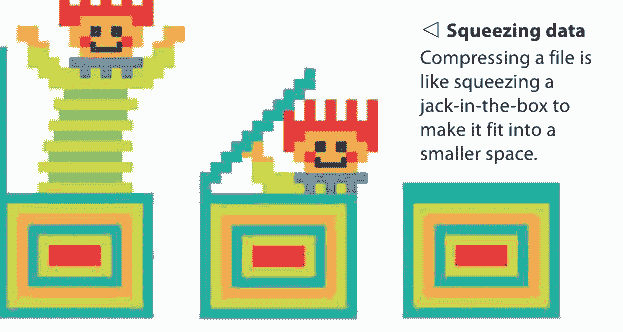 ◁ Squeezing data
Compressing a file is
like squeezing a
jack-in-the-box to
make it fit into a
smaller space.